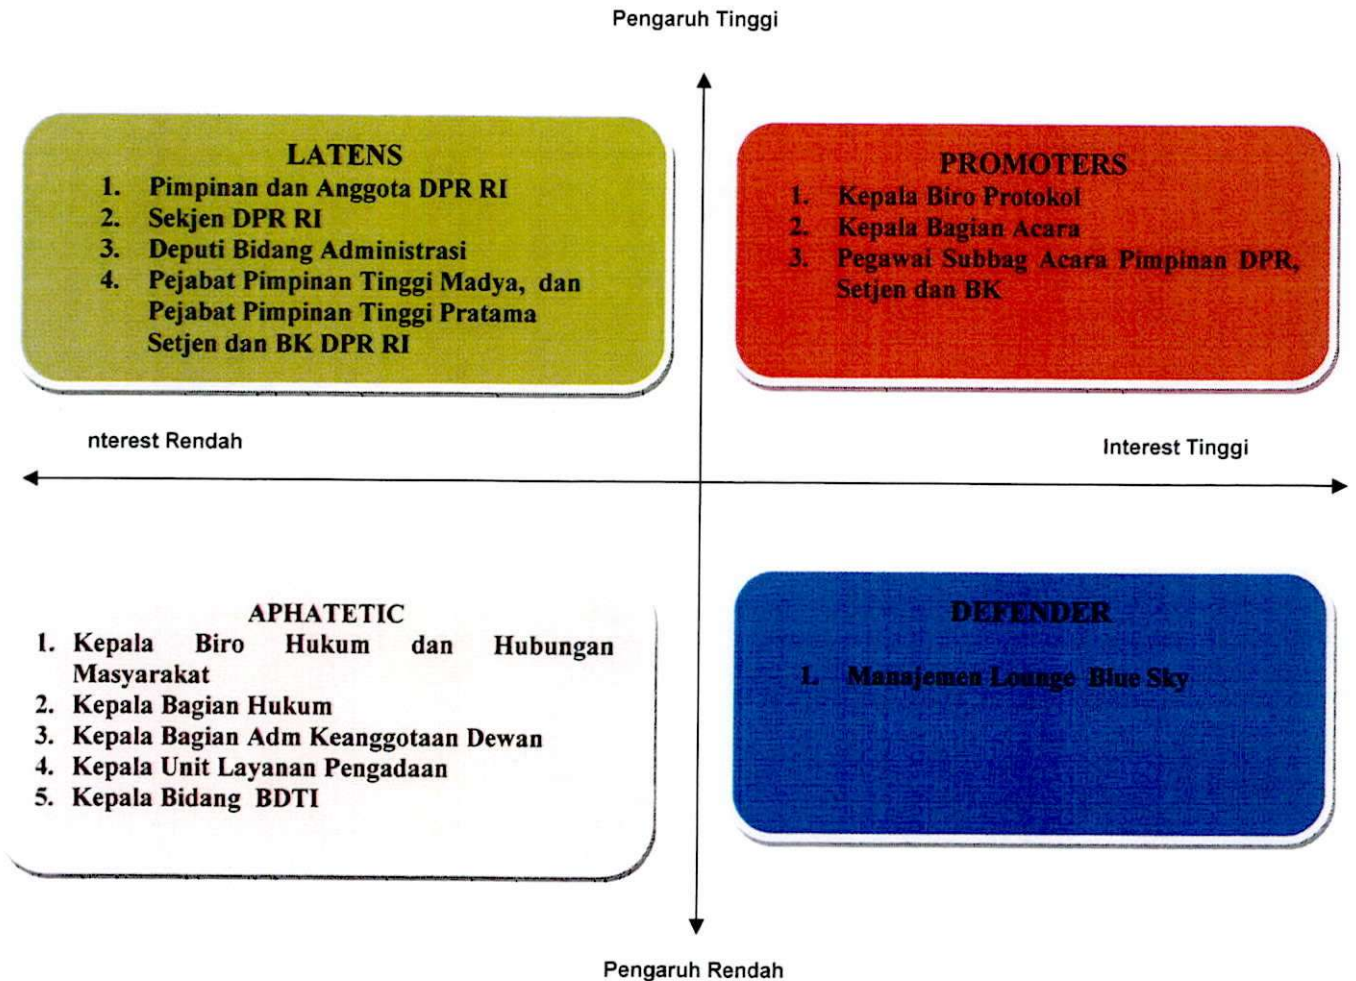 Pengaruh Tinggi
LATENS
1. Pimpinan dan Anggota DPR RI
2. Sekjen DPR RI
3. Deputi Bidang Administrasi
4. Pejabat Pimpinan Tinggi Madya, dan
Pejabat Pimpinan Tinggi Pratama
Setjen dan BK DPR RI
PROMOTERS
1. Kepala Biro Protokol
2. Kepala Bagian Acara
3. Pegawai Subbag Acara Pimpinan DPR,
Setjen dan BK
nterest Rendah
Interest Tinggi
APHATETIC
1. Kepala Biro Hukum dan Hubungan
Masyarakat
2. Kepala Bagian Hukum
3. Kepala Bagian Adm Keanggotaan Dewan
4. Kepala Unit Layanan Pengadaan
5. Kepala Bidang BDTI
DEFENDER
1. Manajemen Lounge Blue Sky
Pengaruh Rendah